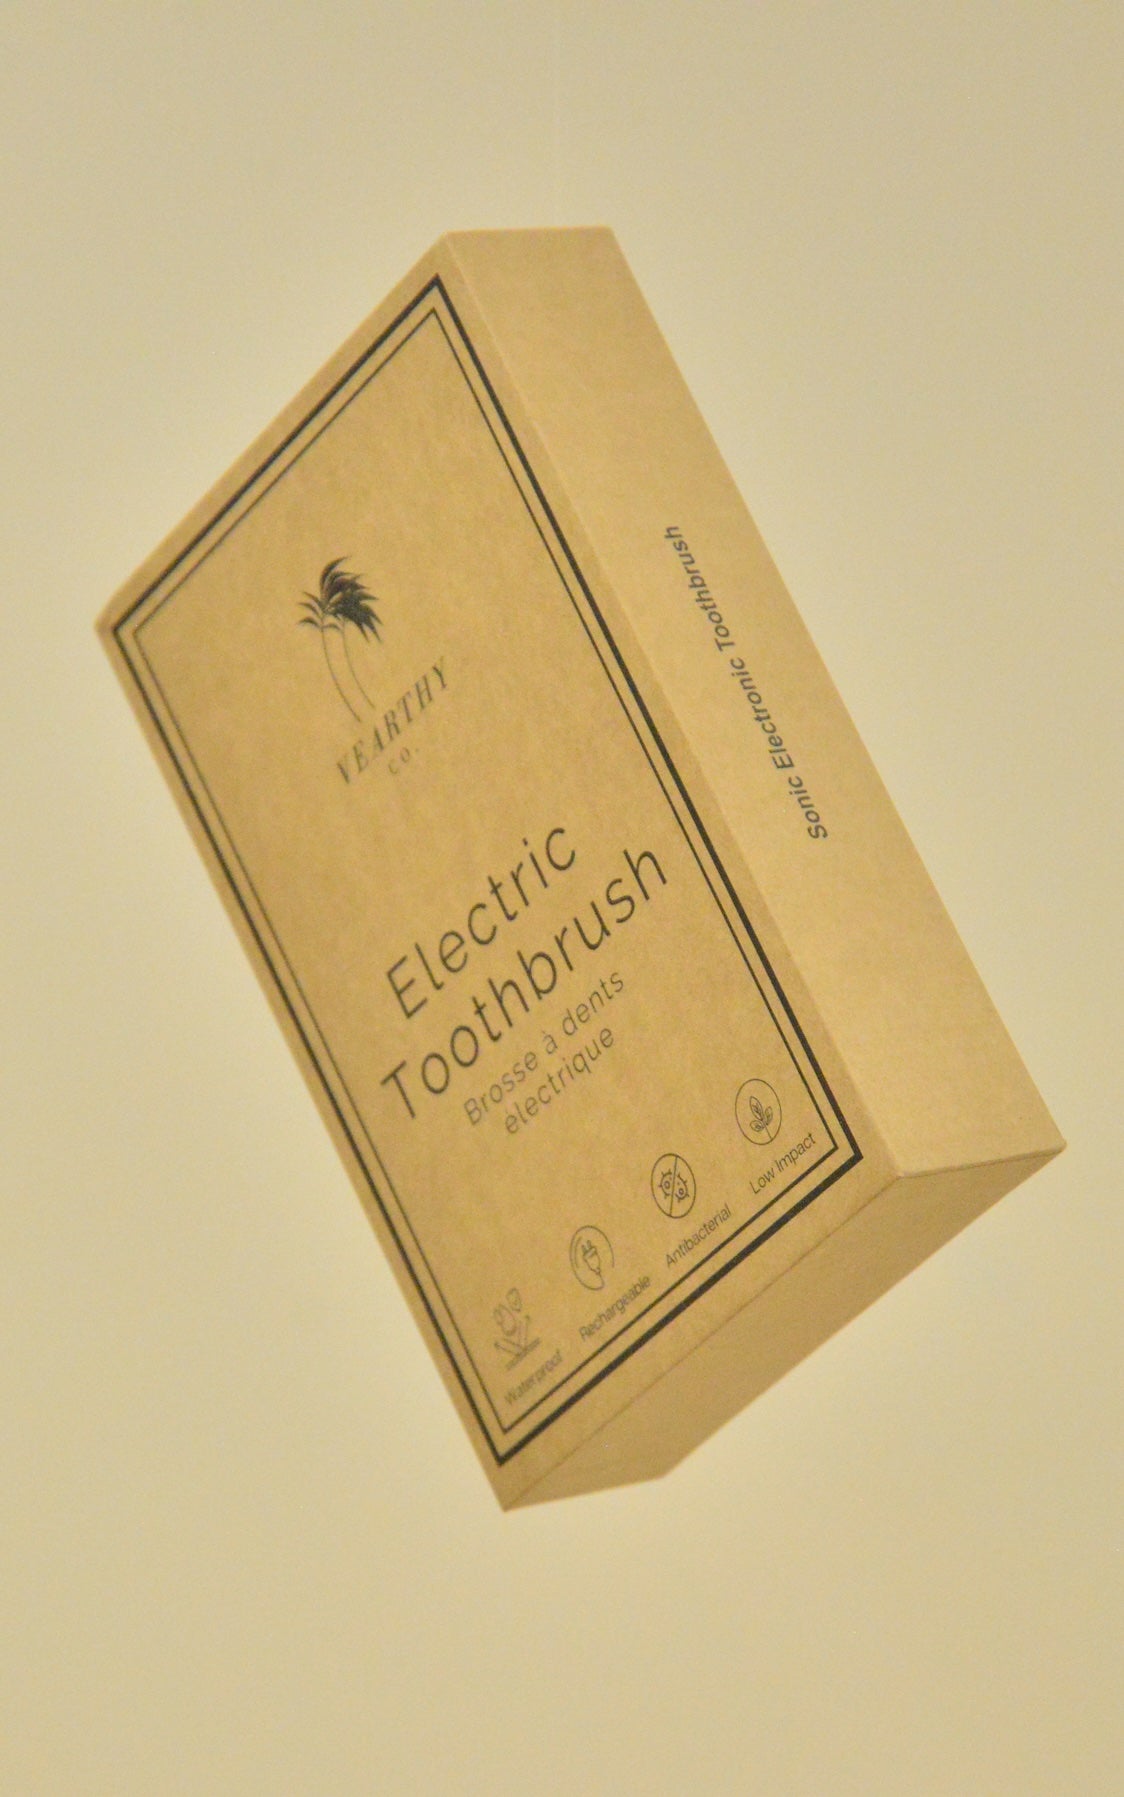 VEARTHY
CO.
Electric
Toothbrush
Brosse à dents
électrique
Waterproof
Rechargeable
Antibacterial
Low Impact
Sonic Electronic Toothbrush